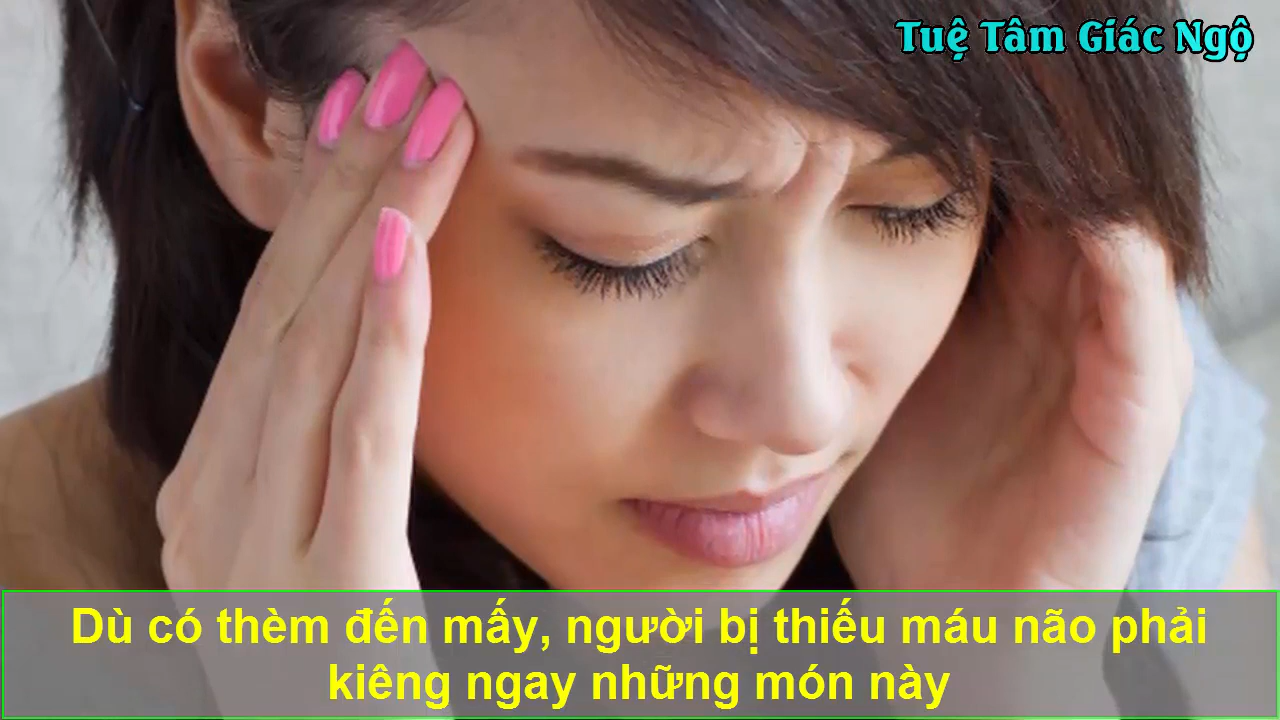 Tuệ Tâm Giác Ngộ
Dù có thèm đến mấy, người bị thiếu máu não phải
kiêng ngay những món này